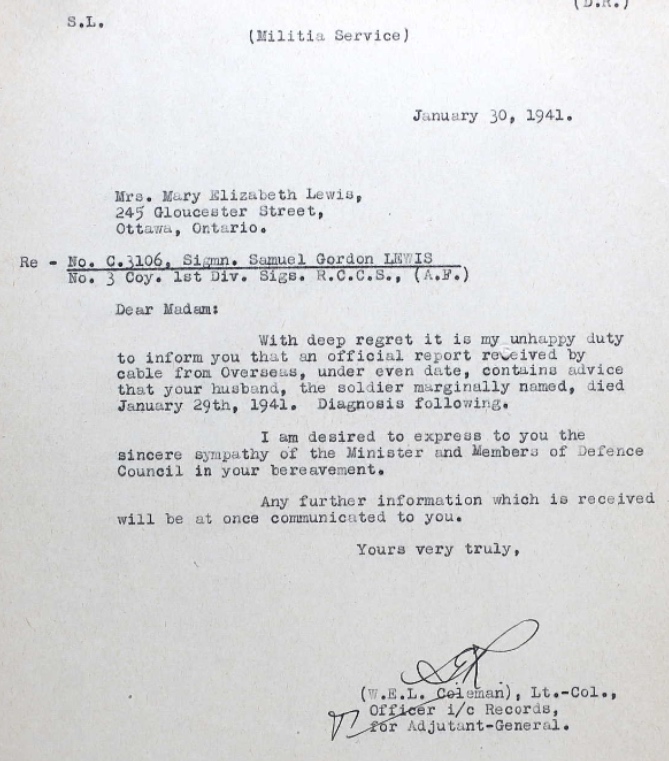 (D.R.)
S.L.
(Militia Service)
January 30, 1941.
Mrs. Mary Elizabeth Lewis,
245 Gloucester Street,
Ottawa, Ontario.
Re - No. C.3106, Sigmn. Samuel Gordon LEWIS
No. 3 Coy. 1st Div. Sigs. R.C.C.S., (A.F.)
Dear Madam:
With deep regret it is my unhappy duty
to inform you that an official report received by
cable from Overseas, under even date, contains advice
that your husband, the soldier marginally named, died
January 29th, 1941. Diagnosis following.
I am desired to express to you the
sincere sympathy of the Minister and Members of Defence
Council in your bereavement.
Any further information which is received
will be at once communicated to you.
Yours very truly,
(W.E.L. Coleman), Lt.-Col.,
Officer i/c Records,
for Adjutant-General.